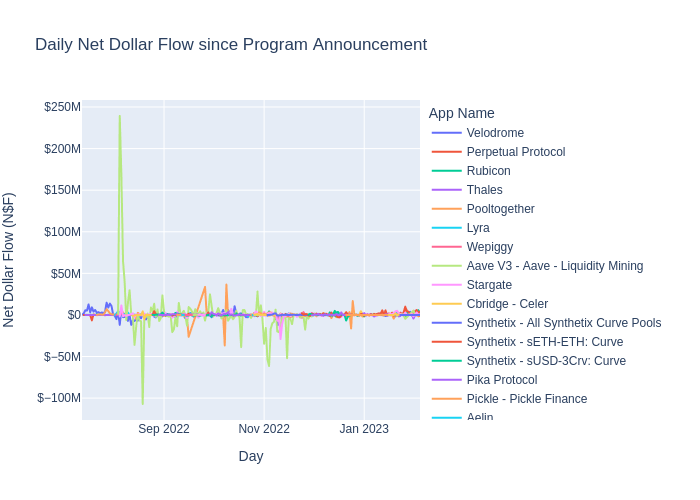 Daily Net Dollar Flow since Program Announcement
Net Dollar Flow (N$F)
$250M
$200M
$150M
$100M
$50M
$0
$−50M
$−100M
Sep 2022
Nov 2022
Jan 2023
Day
App Name
Velodrome
Perpetual Protocol
Rubicon
Thales
Pooltogether
Lyra
Wepiggy
Aave V3 - Aave - Liquidity Mining
Stargate
Cbridge - Celer
Synthetix - All Synthetix Curve Pools
Synthetix - sETH-ETH: Curve
Synthetix - sUSD-3Crv: Curve
Pika Protocol
Pickle - Pickle Finance
Aelin